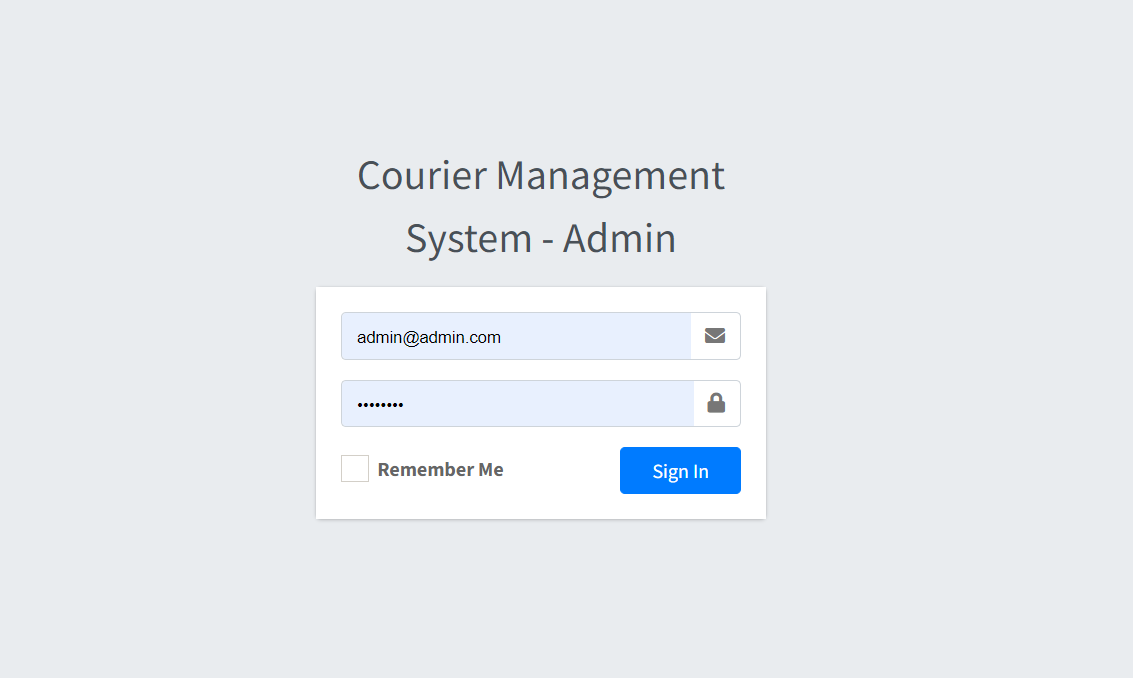 Courier Management
System - Admin
admin@admin.com
••••••••
Remember Me
Sign In